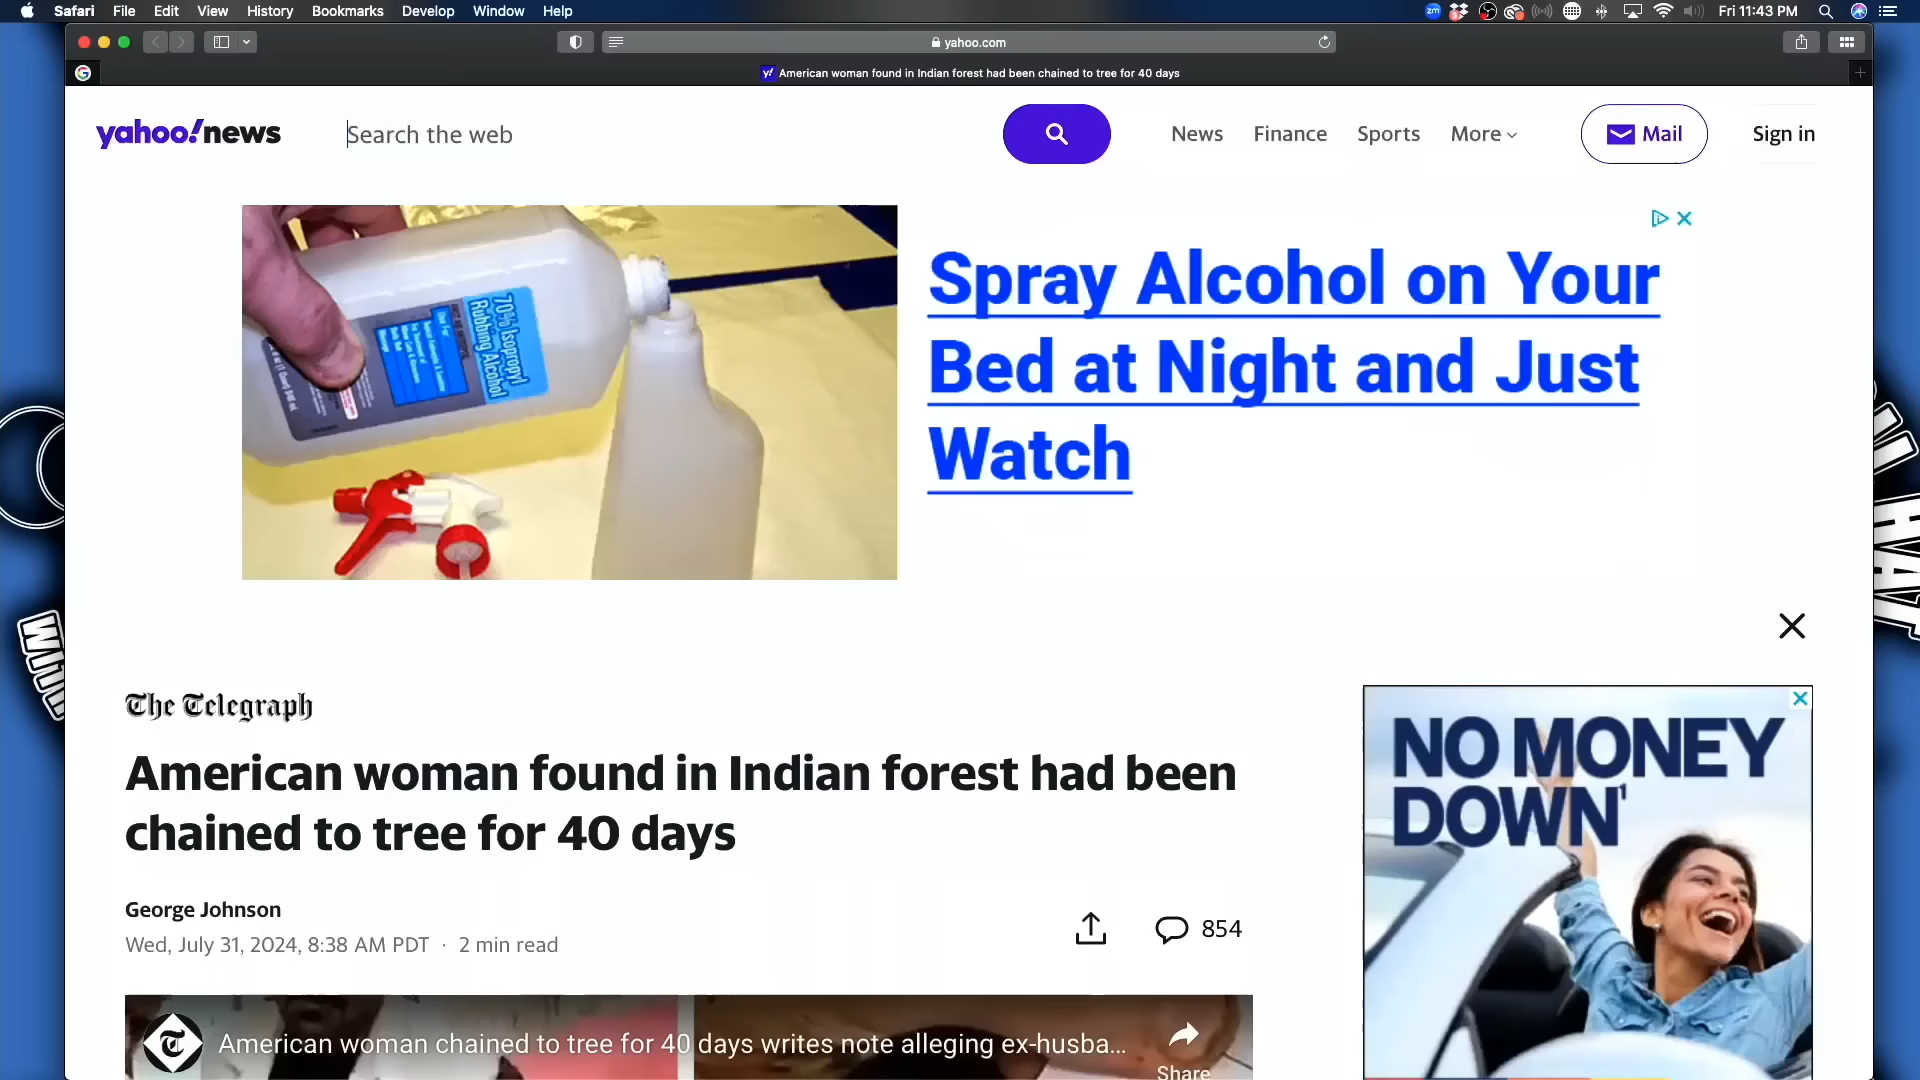 Safari File Edit View History Bookmarks Develop Window Help
zm
Fri 11:43 PM
yahoo.com
G
y! American woman found in Indian forest had been chained to tree for 40 days
yahoo!news
Search the web
News Finance Sports More
Mail
Sign in
70% Isopropyl
Rubbing Alcohol
Spray Alcohol on Your
Bed at Night and Just
Watch
The Telegraph
American woman found in Indian forest had been
chained to tree for 40 days
George Johnson
Wed, July 31, 2024, 8:38 AM PDT · 2 min read
854
NO MONEY
DOWN¹
T
American woman chained to tree for 40 days writes note alleging ex-husba...
Share